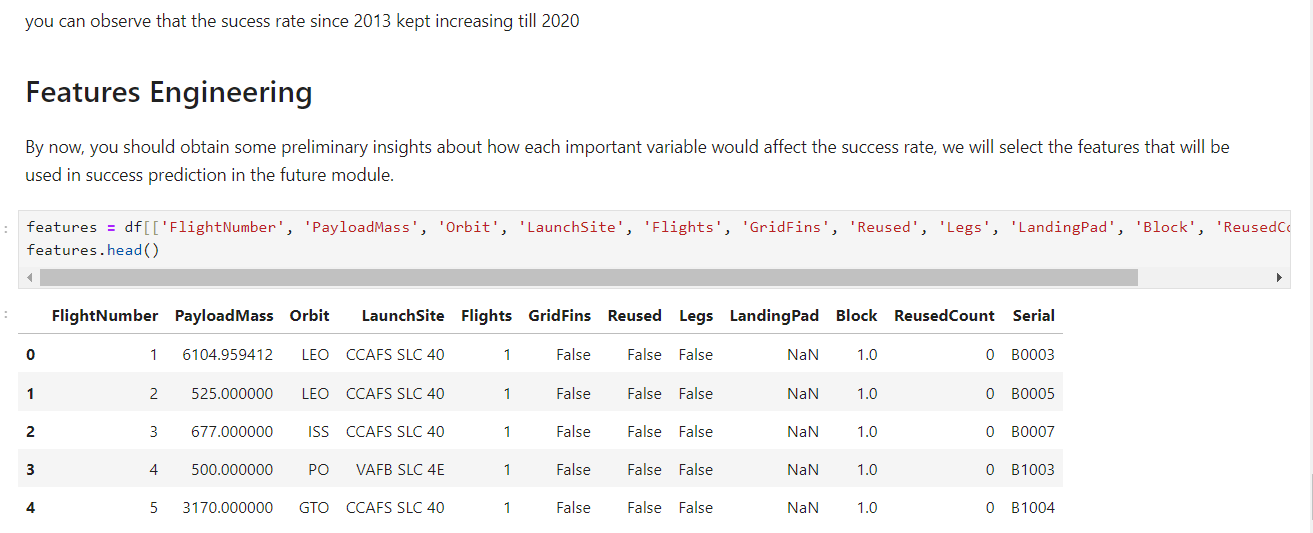 you can observe that the sucess rate since 2013 kept increasing till 2020
Features Engineering
By now, you should obtain some preliminary insights about how each important variable would affect the success rate, we will select the features that will be
used in success prediction in the future module.
: features = df[['FlightNumber', 'PayloadMass', 'Orbit', 'LaunchSite', 'Flights', 'GridFins', 'Reused', 'Legs', 'LandingPad', 'Block', 'ReusedCo
features.head()
: FlightNumber PayloadMass Orbit LaunchSite Flights GridFins Reused Legs LandingPad Block ReusedCount Serial
0 1 6104.959412 LEO CCAFS SLC 40 1 False False False NaN 1.0 0 B0003
1 2 525.000000 LEO CCAFS SLC 40 1 False False False NaN 1.0 0 B0005
2 3 677.000000 ISS CCAFS SLC 40 1 False False False NaN 1.0 0 B0007
3 4 500.000000 PO VAFB SLC 4E 1 False False False NaN 1.0 0 B1003
4 5 3170.000000 GTO CCAFS SLC 40 1 False False False NaN 1.0 0 B1004